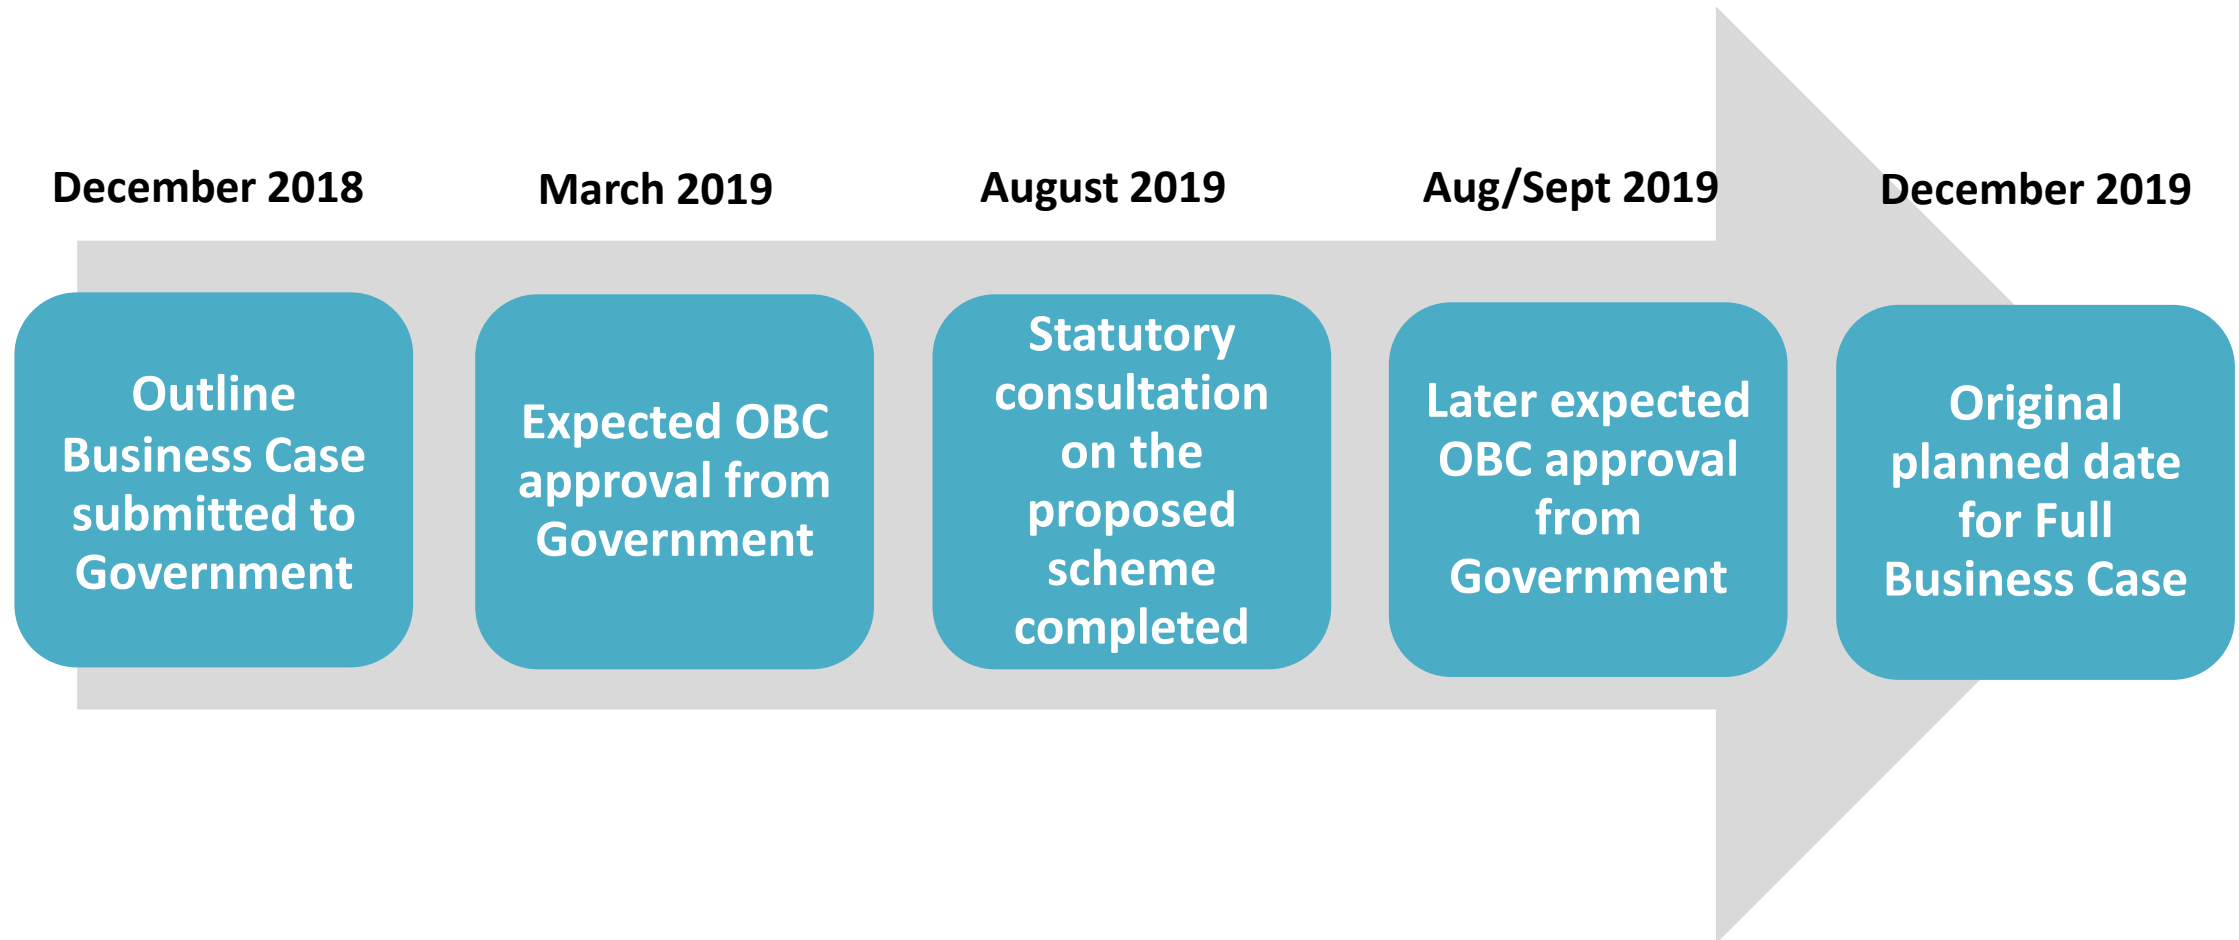 December 2018
Outline
Business Case
submitted to
Government
March 2019
Expected OBC
approval from
Government
August 2019
Statutory
consultation
on the
proposed
scheme
completed
Aug/Sept 2019
Later expected
OBC approval
from
Government
December 2019
Original
planned date
for Full
Business Case